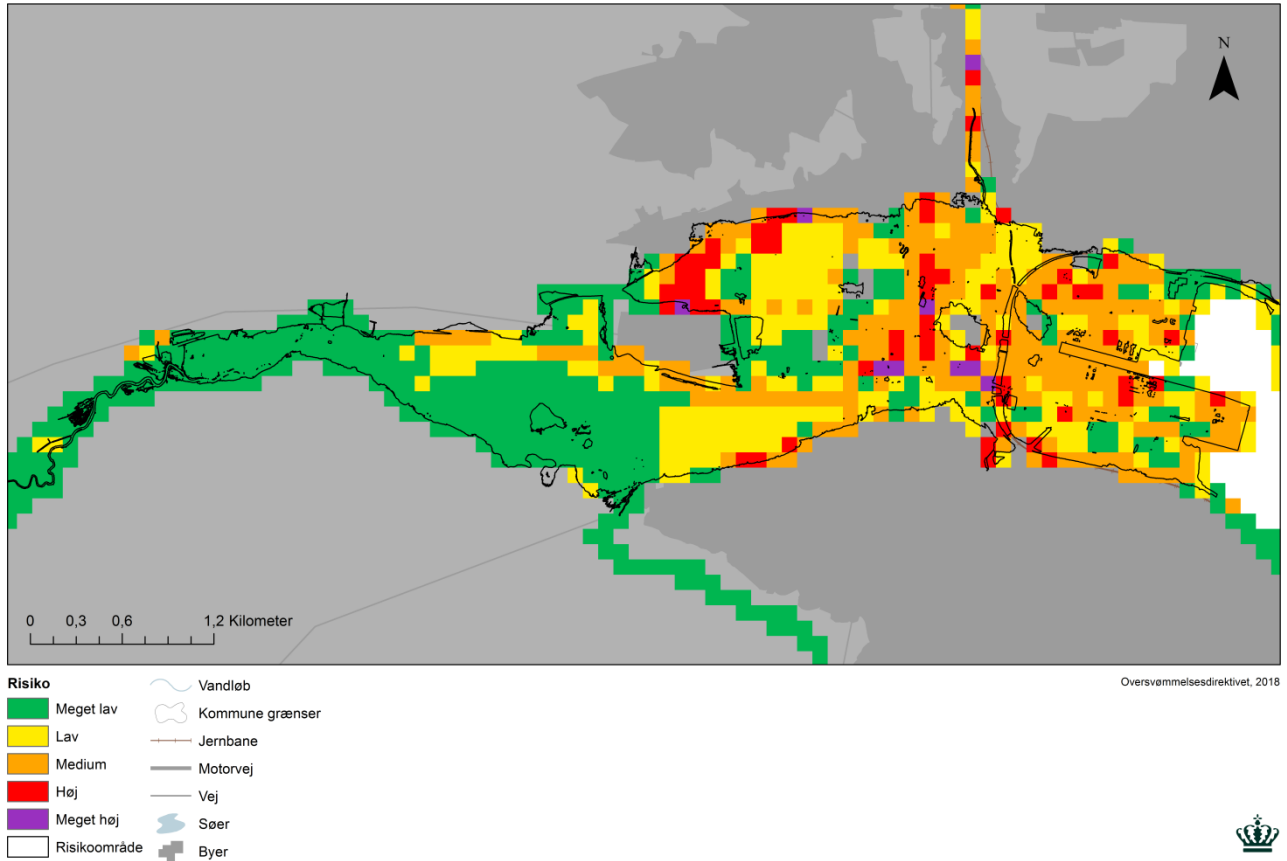 N
0 0,3 0,6 1,2 Kilometer
Oversvømmelsesdirektivet, 2018
Risiko
Meget lav
Lav
Medium
Høj
Meget høj
Risikoområde
Vandløb
Kommune grænser
Jernbane
Motorvej
Vej
Søer
Byer